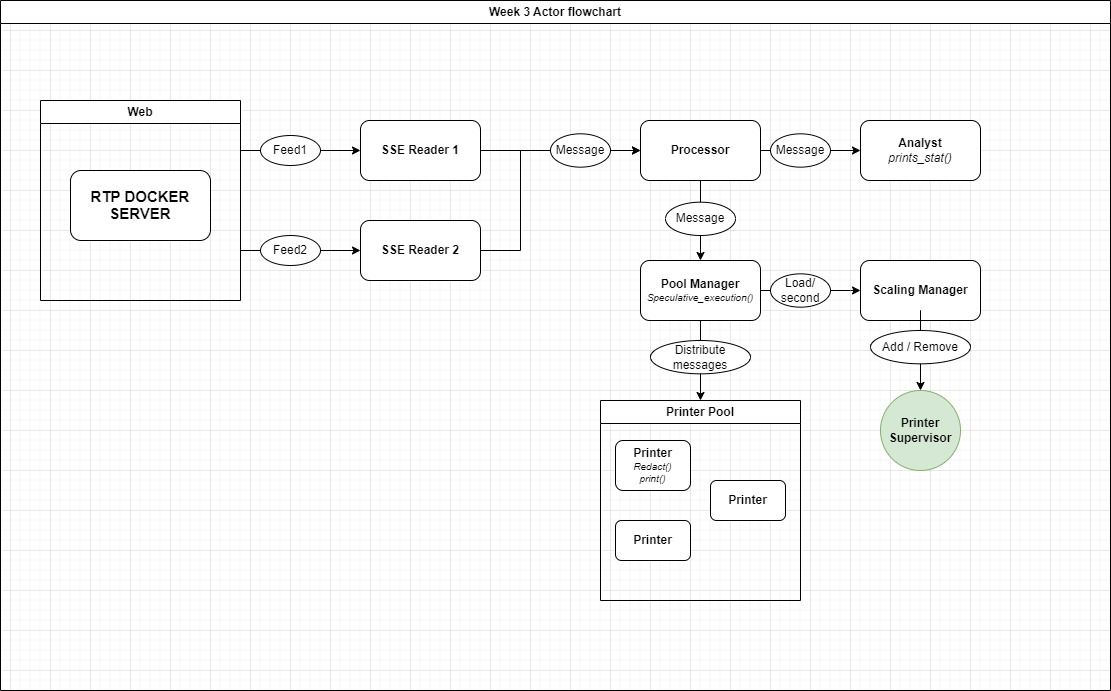 Week 3 Actor flowchart
Web
RTP DOCKER
SERVER
Feed1
Feed2
SSE Reader 1
SSE Reader 2
Message
Processor
Message
Analyst
prints_stat()
Message
Pool Manager
Speculative_execution()
Load/
second
Scaling Manager
Distribute
messages
Add / Remove
Printer
Supervisor
Printer Pool
Printer
Redact()
print()
Printer
Printer